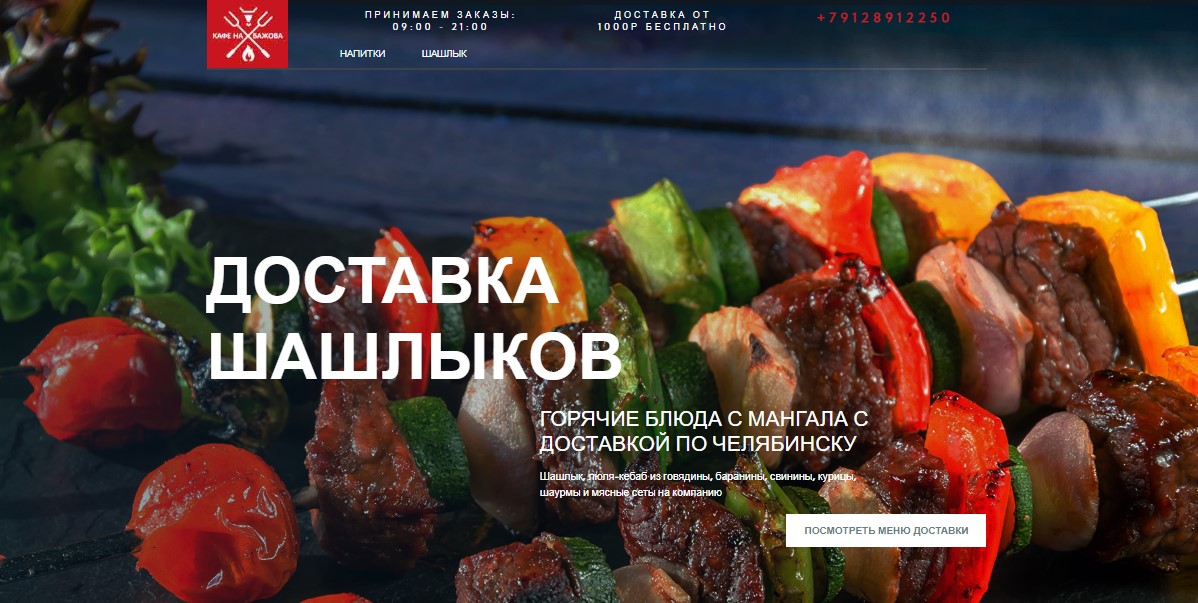 КАФЕ НА БАЖОВА
ПРИНИМАЕМ ЗАКАЗЫ:
09:00 - 21:00
ДОСТАВКА ОТ
1000Р БЕСПЛАТНО
+79128912250
НАПИТКИ
ШАШЛЫК
ДОСТАВКА
ШАШЛЫКОВ
ГОРЯЧИЕ БЛЮДА С МАНГАЛА С
ДОСТАВКОЙ ПО ЧЕЛЯБИНСКУ
Шашлык, люля-кебаб из говядины, баранины, свинины, курицы,
шаурмы и мясные сеты на компанию
ПОСМОТРЕТЬ МЕНЮ ДОСТАВКИ